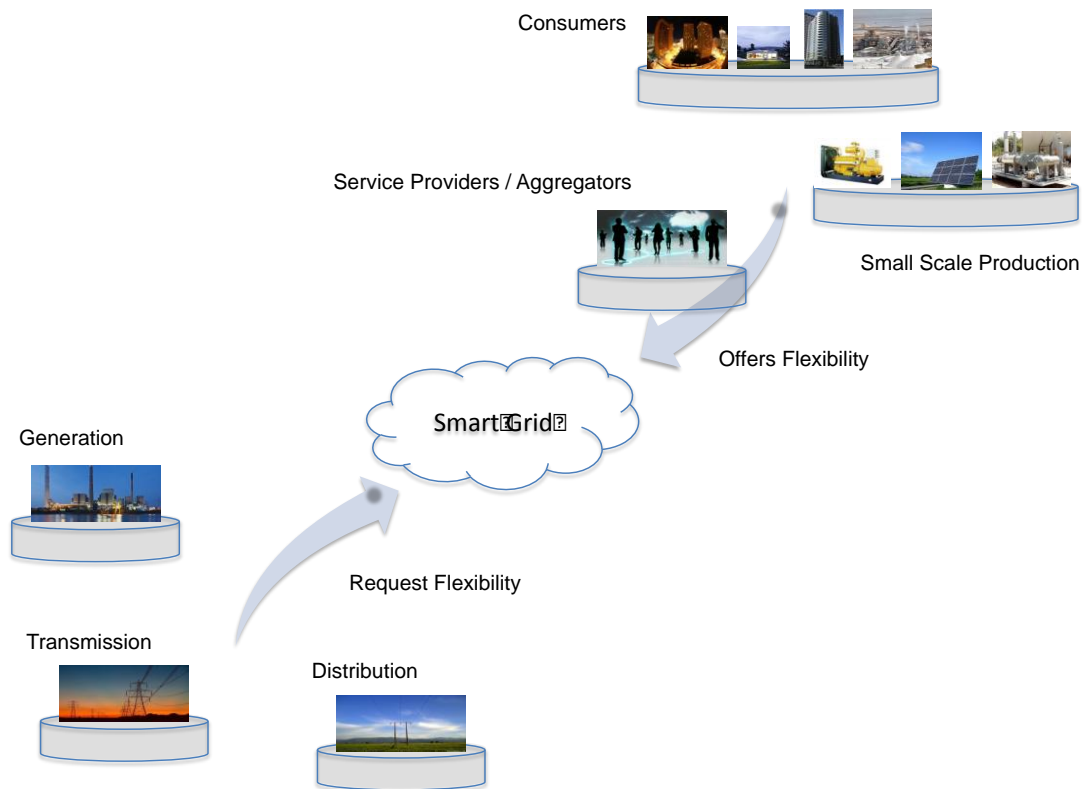 Consumers
Service Providers / Aggregators
Small Scale Production
Offers Flexibility
Smart Grid
Generation
Request Flexibility
Transmission
Distribution